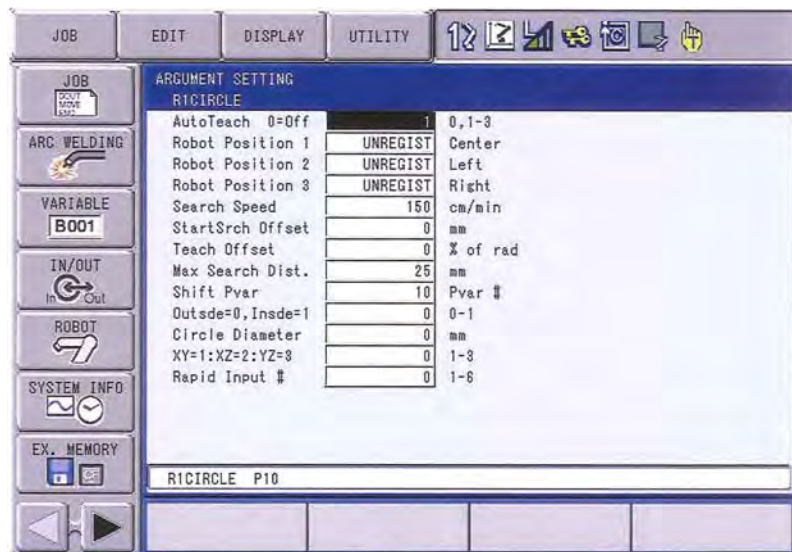 JOB EDIT DISPLAY UTILITY
JOB
DOUT
MOVE
END
ARC WELDING
VARIABLE
B001
IN/OUT
In Out
ROBOT
SYSTEM INFO
EX. MEMORY
CF
ARGUMENT SETTING
R1CIRCLE
AutoTeach 0=Off 1 0,1-3
Robot Position 1 UNREGIST Center
Robot Position 2 UNREGIST Left
Robot Position 3 UNREGIST Right
Search Speed 150 cm/min
StartSrch Offset 0 mm
Teach Offset 0 % of rad
Max Search Dist. 25 mm
Shift Pvar 10 Pvar #
Outsde=0,Insde=1 0 0-1
Circle Diameter 0 mm
XY=1:XZ=2:YZ=3 0 1-3
Rapid Input # 0 1-6
R1CIRCLE P10